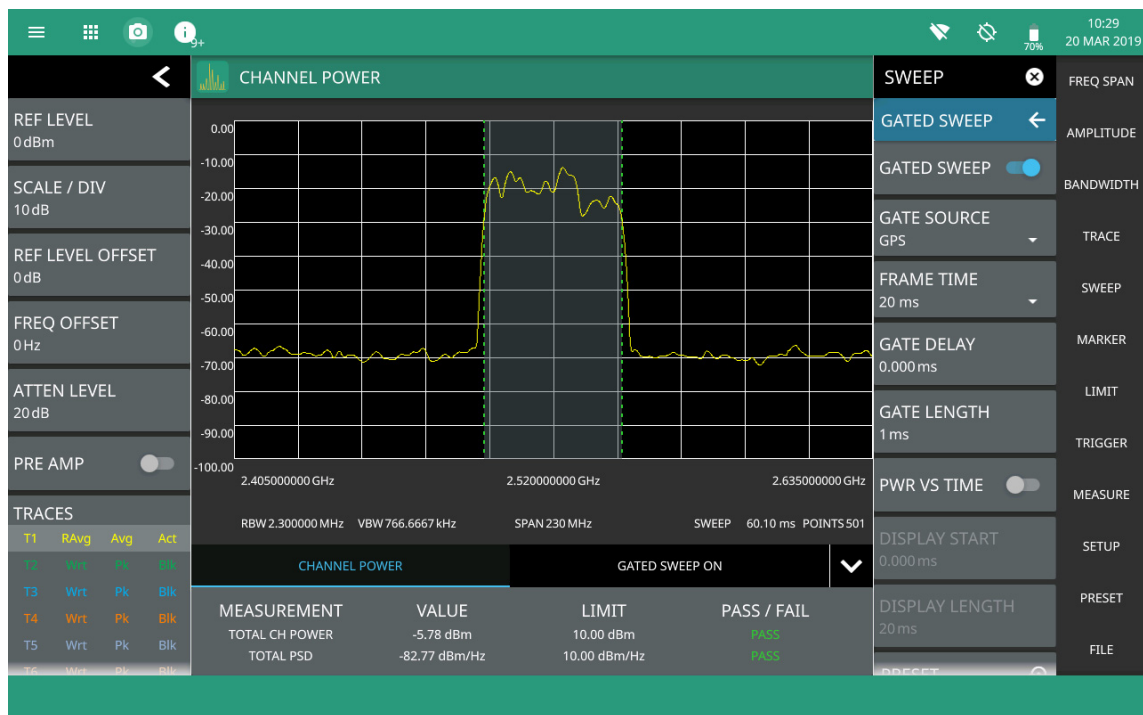 9+
70%
10:29
20 MAR 2019
REF LEVEL
0 dBm
SCALE / DIV
10 dB
REF LEVEL OFFSET
0 dB
FREQ OFFSET
0 Hz
ATTEN LEVEL
20 dB
PRE AMP
TRACES
T1 RAvg Avg Act
T2 Wrt Pk Blk
T3 Wrt Pk Blk
T4 Wrt Pk Blk
T5 Wrt Pk Blk
T6 Wrt Pk Blk
CHANNEL POWER
0.00
-10.00
-20.00
-30.00
-40.00
-50.00
-60.00
-70.00
-80.00
-90.00
-100.00
2.405000000 GHz 2.520000000 GHz 2.635000000 GHz
RBW 2.300000 MHz VBW 766.6667 kHz SPAN 230 MHz SWEEP 60.10 ms POINTS 501
CHANNEL POWER GATED SWEEP ON
MEASUREMENT VALUE LIMIT PASS / FAIL
TOTAL CH POWER -5.78 dBm 10.00 dBm PASS
TOTAL PSD -82.77 dBm/Hz 10.00 dBm/Hz PASS
SWEEP
GATED SWEEP
GATED SWEEP
GATE SOURCE
GPS
FRAME TIME
20 ms
GATE DELAY
0.000 ms
GATE LENGTH
1 ms
PWR VS TIME
DISPLAY START
0.000 ms
DISPLAY LENGTH
20 ms
PRESET
FREQ SPAN
AMPLITUDE
BANDWIDTH
TRACE
SWEEP
MARKER
LIMIT
TRIGGER
MEASURE
SETUP
PRESET
FILE